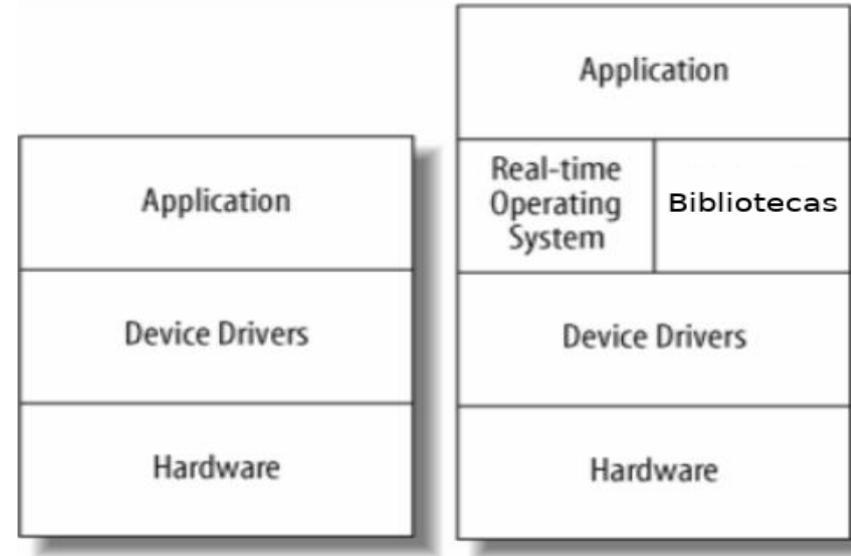 Application
Device Drivers
Hardware
Application
Real-time
Operating
System
Bibliotecas
Device Drivers
Hardware